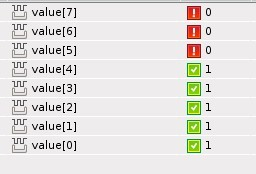 value[7] 0
value[6] 0
value[5] 0
value[4] 1
value[3] 1
value[2] 1
value[1] 1
value[0] 1